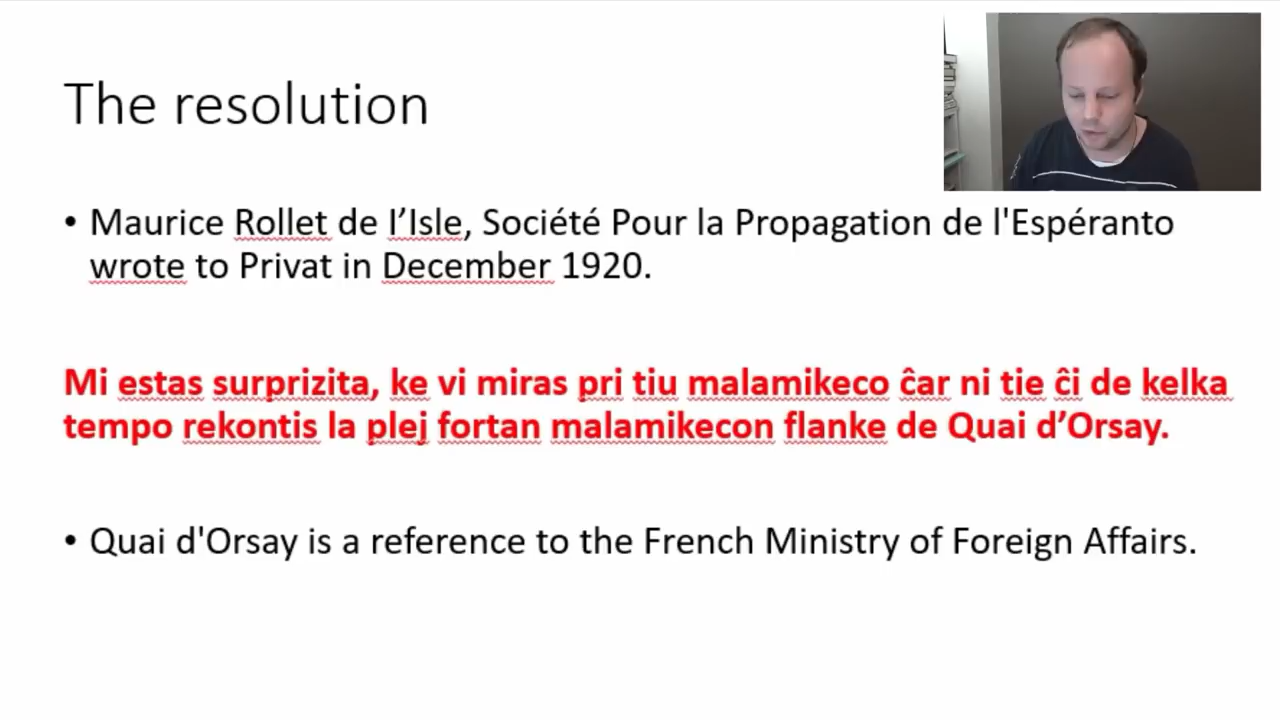 The resolution
• Maurice Rollet de l’Isle, Société Pour la Propagation de l'Espéranto
wrote to Privat in December 1920.
Mi estas surprizita, ke vi miras pri tiu malamikeco ĉar ni tie ĉi de kelka
tempo rekontis la plej fortan malamikecon flanke de Quai d’Orsay.
• Quai d'Orsay is a reference to the French Ministry of Foreign Affairs.